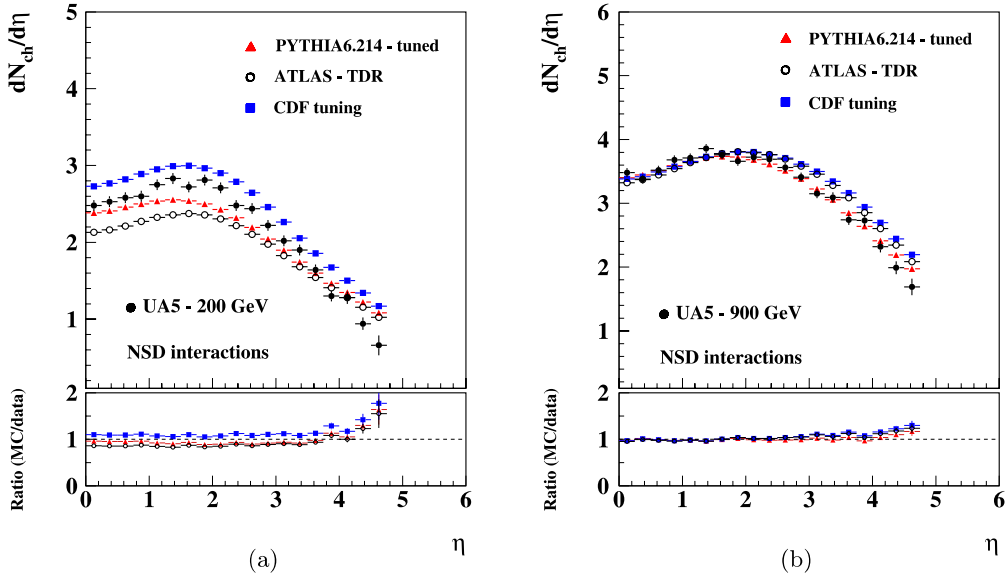 dN_ch/dη
5
4
3
2
1
PYTHIA6.214 - tuned
ATLAS - TDR
CDF tuning
UA5 - 200 GeV
NSD interactions
Ratio (MC/data)
2
1
0
0 1 2 3 4 5 6
η
(a)
dN_ch/dη
6
5
4
3
2
1
PYTHIA6.214 - tuned
ATLAS - TDR
CDF tuning
UA5 - 900 GeV
NSD interactions
Ratio (MC/data)
2
1
0
0 1 2 3 4 5 6
η
(b)